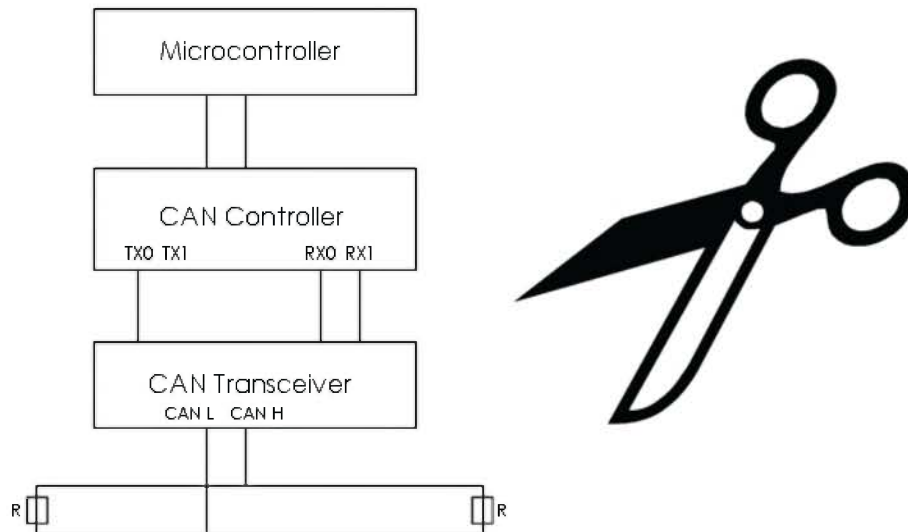 Microcontroller
CAN Controller
TX0 TX1 RX0 RX1
CAN Transceiver
CAN L CAN H
R R